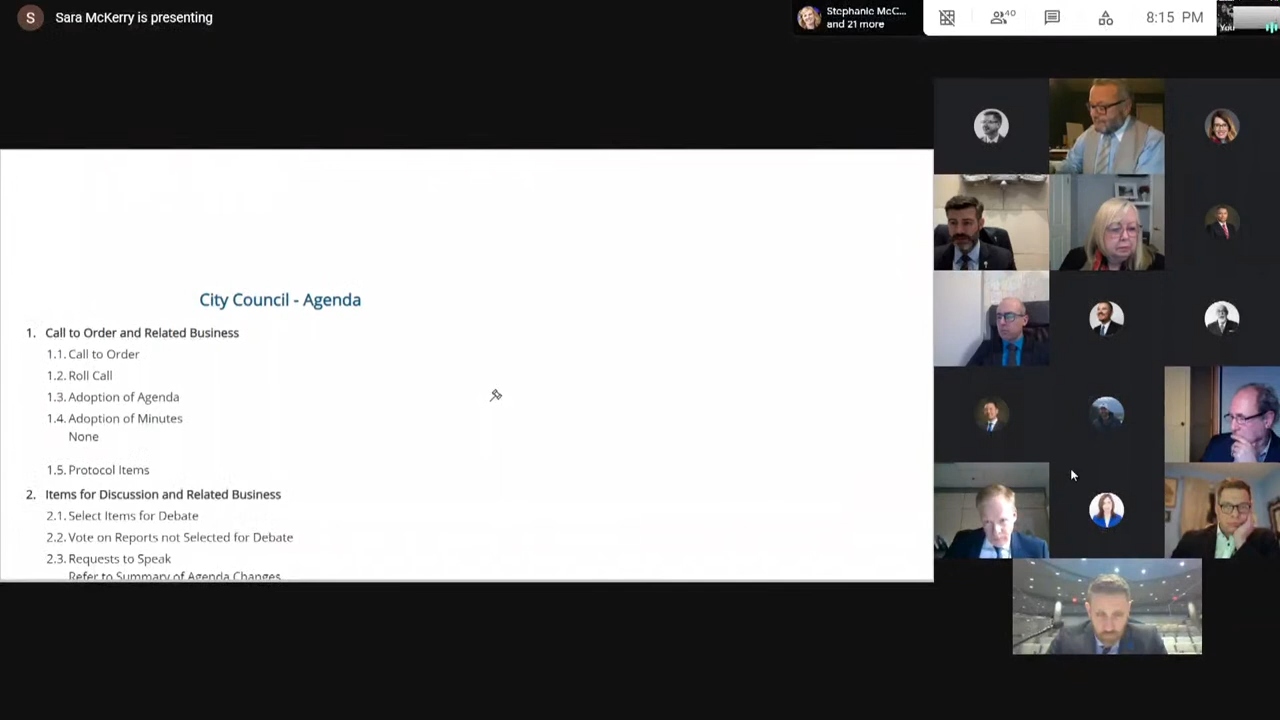 S Sara McKerry is presenting
Stephanie McC...
and 21 more
40
8:15 PM
You
City Council - Agenda
1. Call to Order and Related Business
1.1. Call to Order
1.2. Roll Call
1.3. Adoption of Agenda
1.4. Adoption of Minutes
None
1.5. Protocol Items
2. Items for Discussion and Related Business
2.1. Select Items for Debate
2.2. Vote on Reports not Selected for Debate
2.3. Requests to Speak
Refer to Summary of Agenda Changes